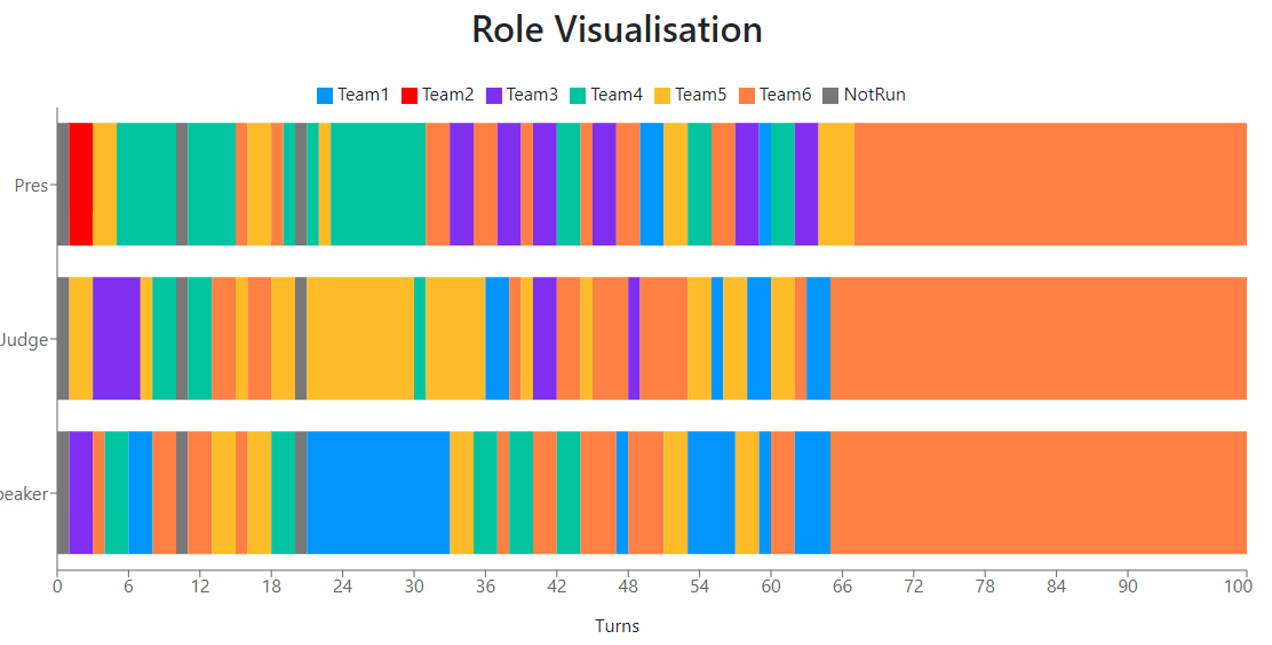 Role Visualisation
Team1 Team2 Team3 Team4 Team5 Team6 NotRun
Pres
Judge
peaker
0 6 12 18 24 30 36 42 48 54 60 66 72 78 84 90 100
Turns